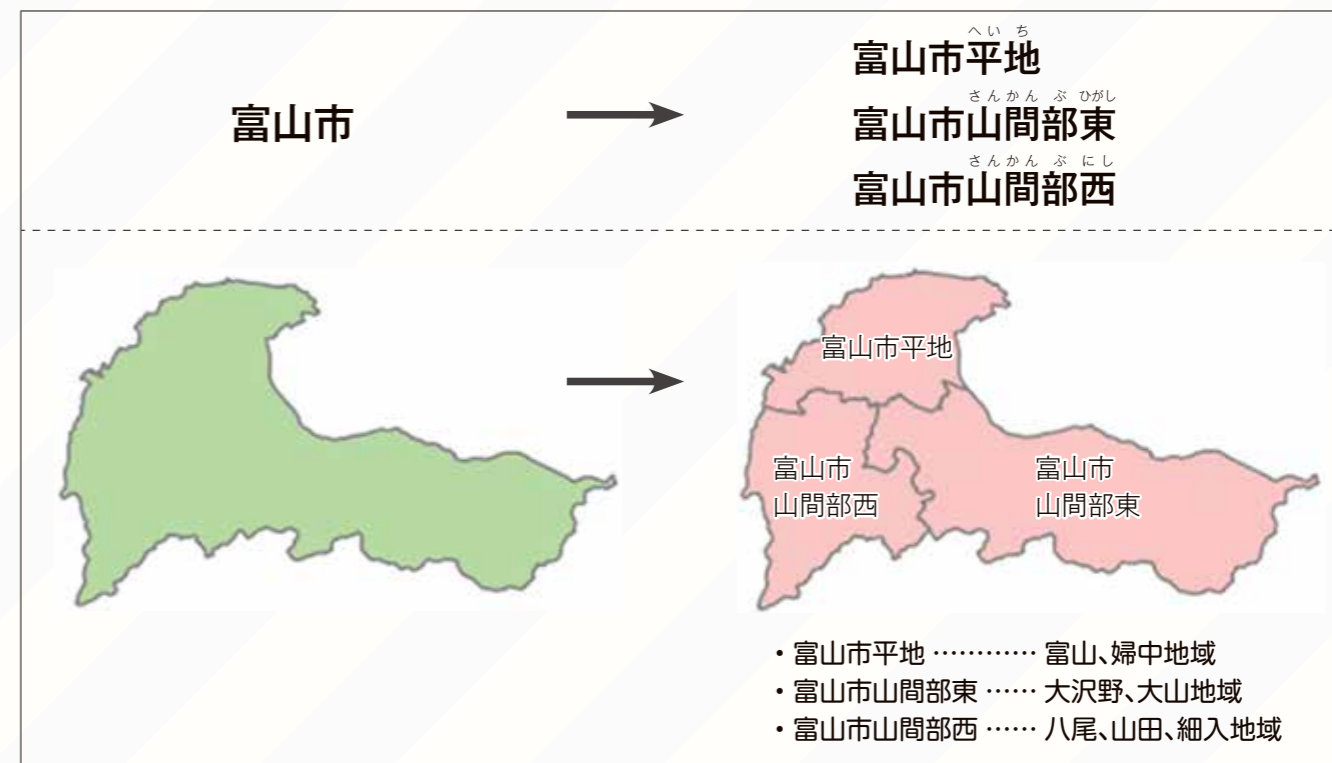 富山市
→
へいち
富山市平地
さんかんぶひがし
富山市山間部東
さんかんぶにし
富山市山間部西
富山市平地
富山市
山間部西
富山市
山間部東
・富山市平地 ………… 富山、婦中地域
・富山市山間部東 …… 大沢野、大山地域
・富山市山間部西 …… 八尾、山田、細入地域